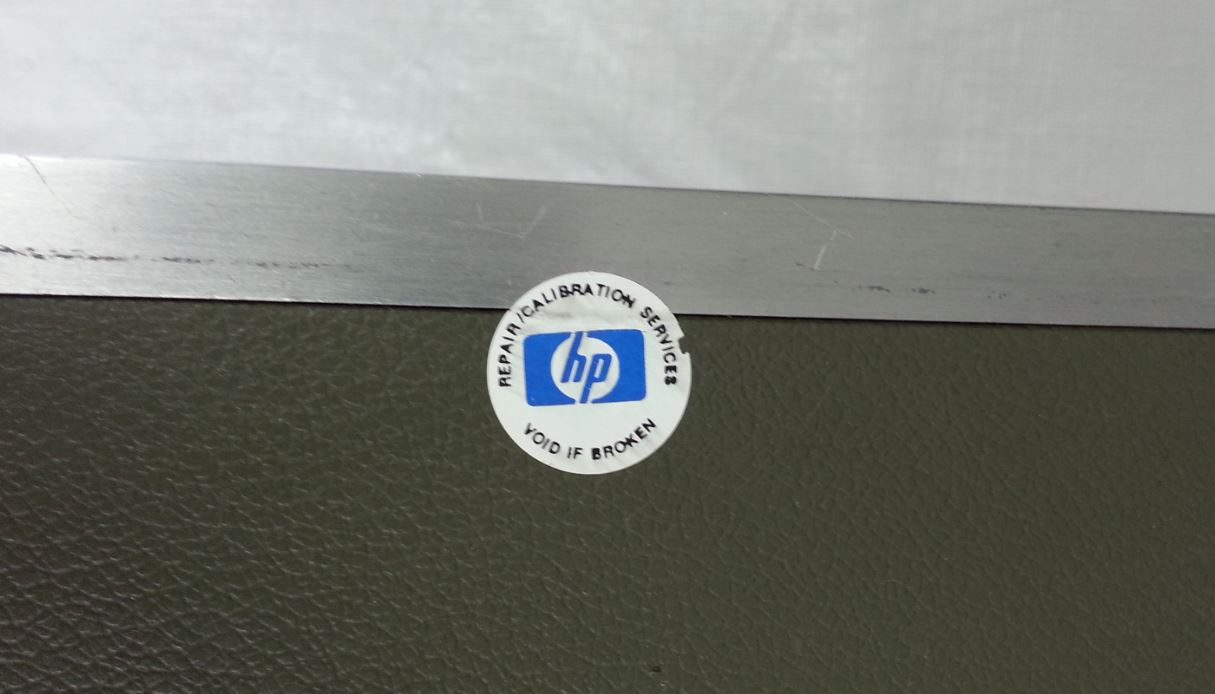 REPAIR/CALIBRATION SERVICES
hp
VOID IF BROKEN